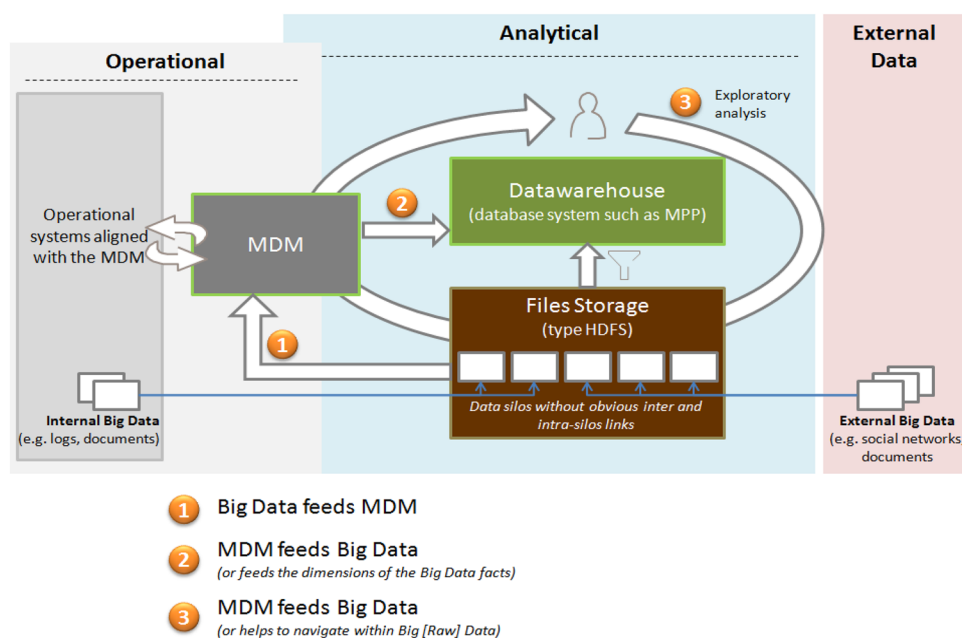 Operational
Analytical
External
Data
3
Exploratory
analysis
Operational
systems aligned
with the MDM
MDM
2
Datawarehouse
(database system such as MPP)
1
Files Storage
(type HDFS)
Data silos without obvious inter and
intra-silos links
Internal Big Data
(e.g. logs, documents)
External Big Data
(e.g. social networks,
documents
1
Big Data feeds MDM
2
MDM feeds Big Data
(or feeds the dimensions of the Big Data facts)
3
MDM feeds Big Data
(or helps to navigate within Big [Raw] Data)